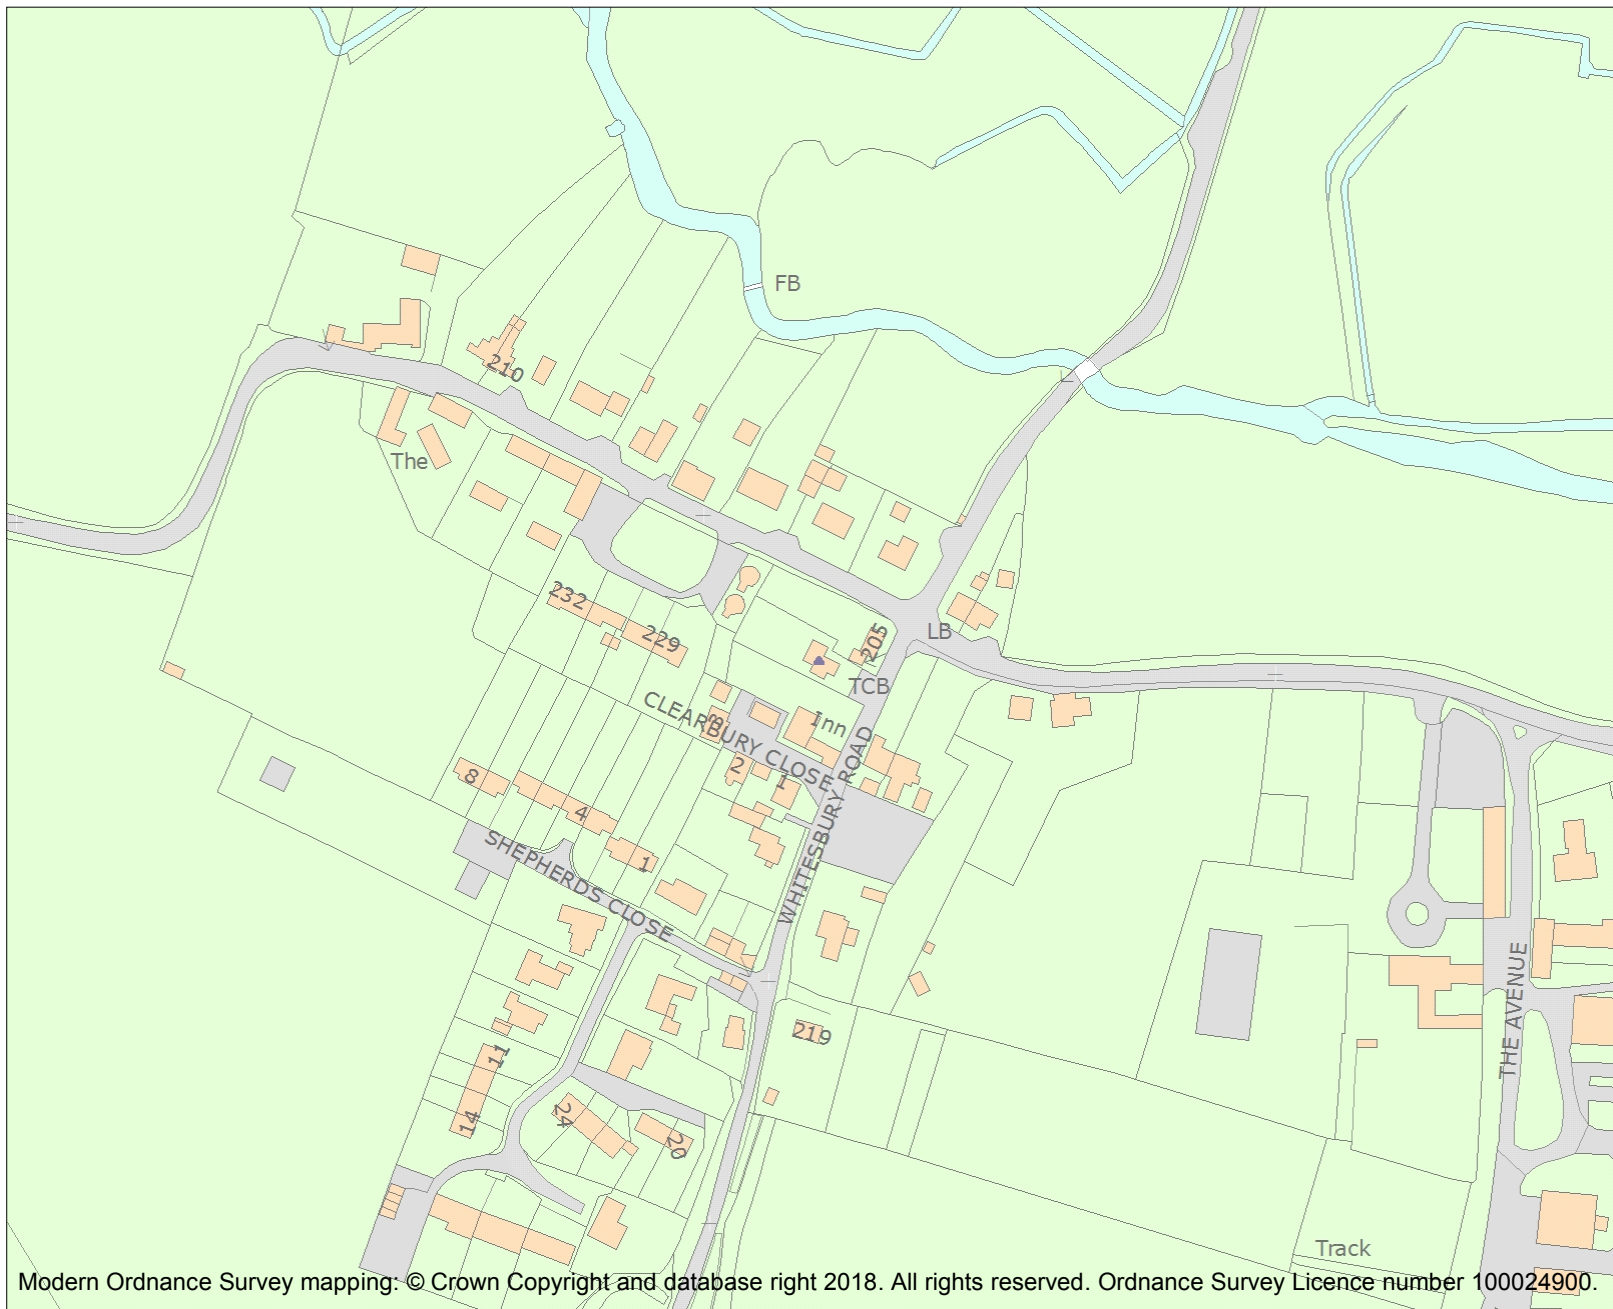 FB
210
The
232
229
205
LB
TCB
CLEARBURY CLOSE
Inn
3
2
1
WHITESBURY ROAD
8
4
1
SHEPHERDS CLOSE
THE AVENUE
219
11
14
24
20
Track
Modern Ordnance Survey mapping: © Crown Copyright and database right 2018. All rights reserved. Ordnance Survey Licence number 100024900.